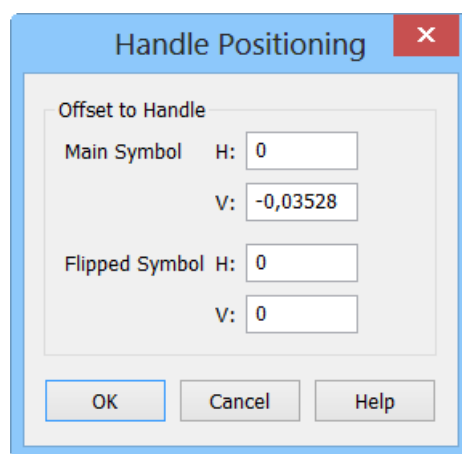 Handle Positioning
Offset to Handle
Main Symbol H: 0
V: -0,03528
Flipped Symbol H: 0
V: 0
OK Cancel Help